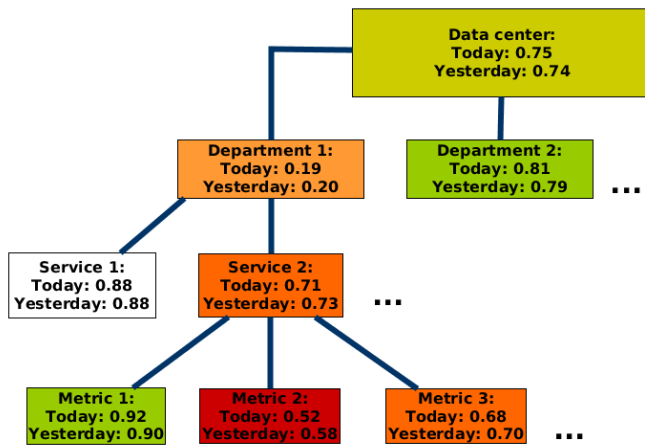 Data center:
Today: 0.75
Yesterday: 0.74
Department 1:
Today: 0.19
Yesterday: 0.20
Department 2:
Today: 0.81
Yesterday: 0.79
...
Service 1:
Today: 0.88
Yesterday: 0.88
Service 2:
Today: 0.71
Yesterday: 0.73
...
Metric 1:
Today: 0.92
Yesterday: 0.90
Metric 2:
Today: 0.52
Yesterday: 0.58
Metric 3:
Today: 0.68
Yesterday: 0.70
...